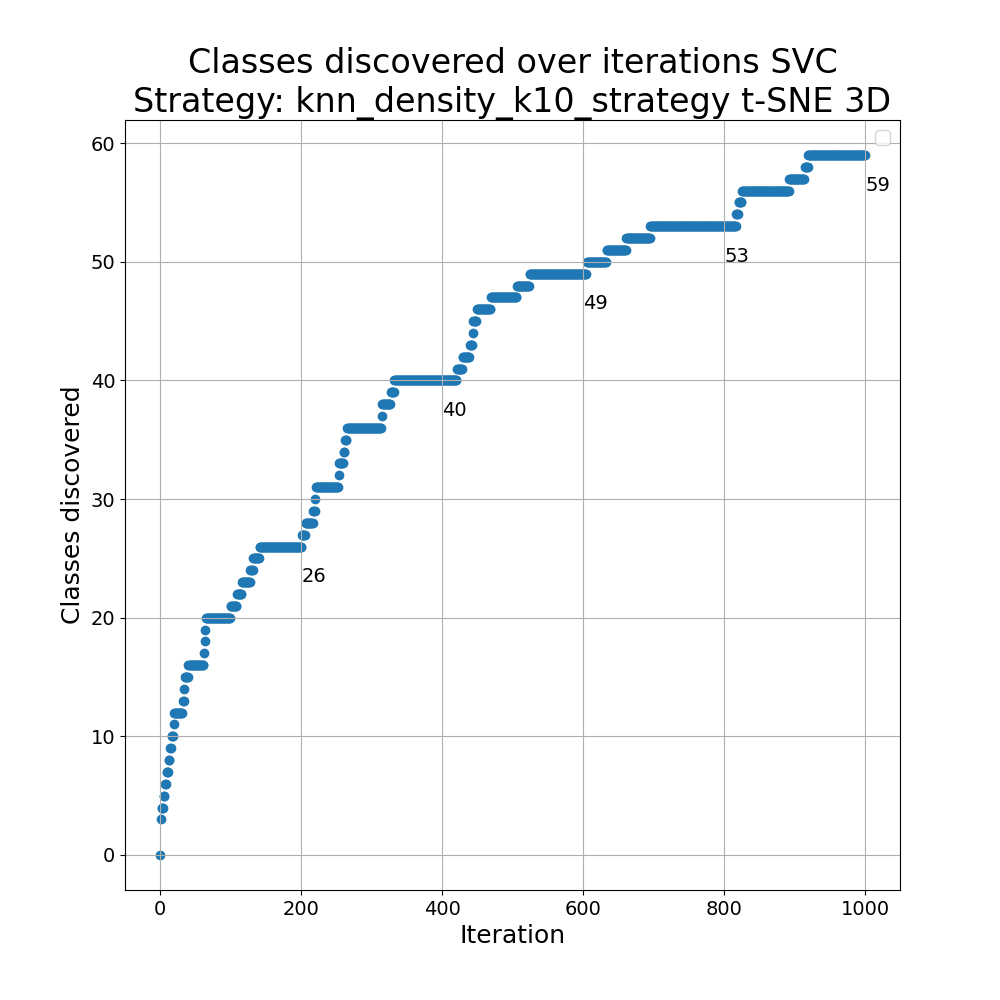 Classes discovered over iterations SVC
Strategy: knn_density_k10_strategy t-SNE 3D
60
59
53
50
49
40
40
30
26
20
10
0
Classes discovered
0 200 400 600 800 1000
Iteration